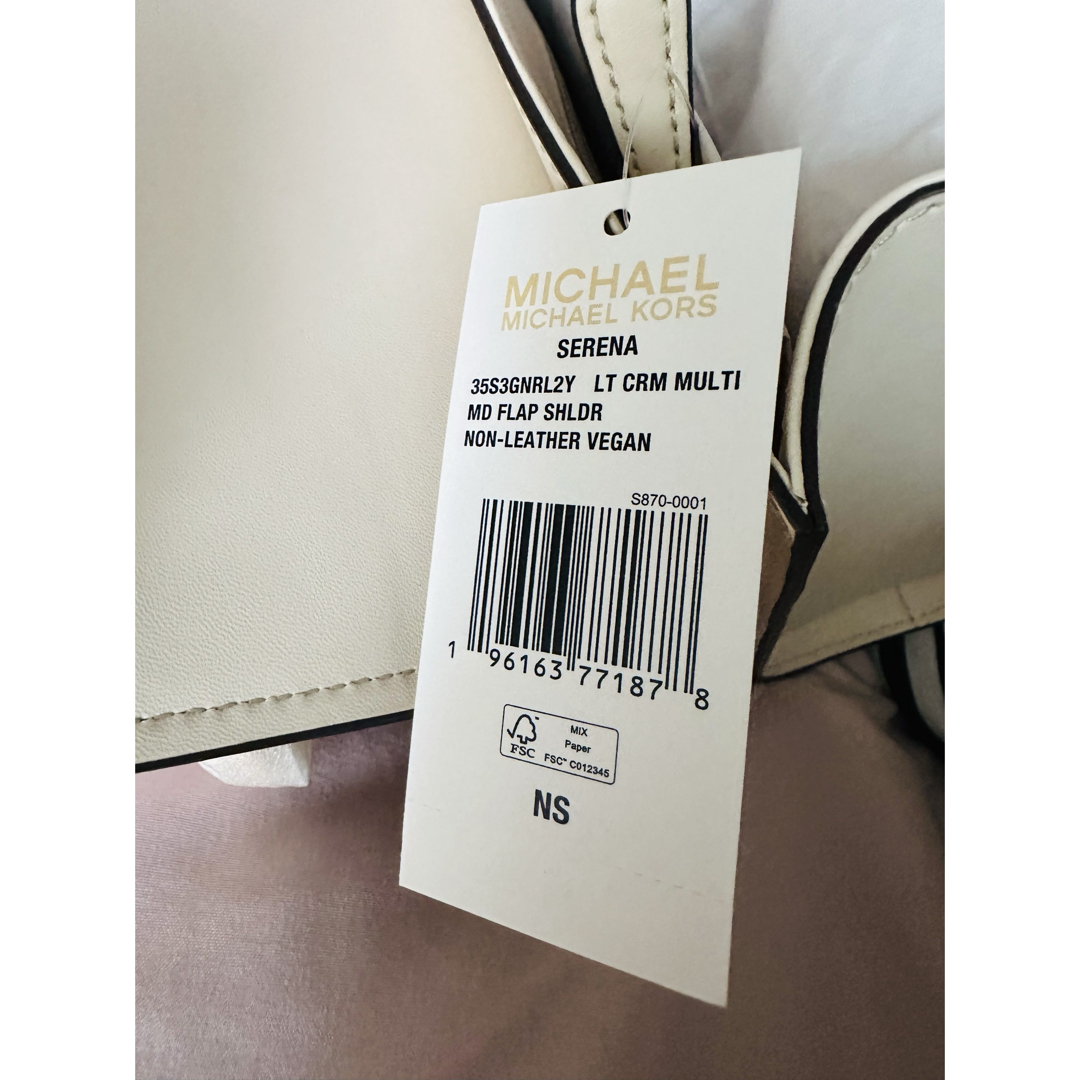 MICHAEL
MICHAEL KORS
SERENA
35S3GNRL2Y LT CRM MULTI
MD FLAP SHLDR
NON-LEATHER VEGAN
S870-0001
1 96163 77187 8
FSC
MIX
Paper
FSC™ C012345
NS